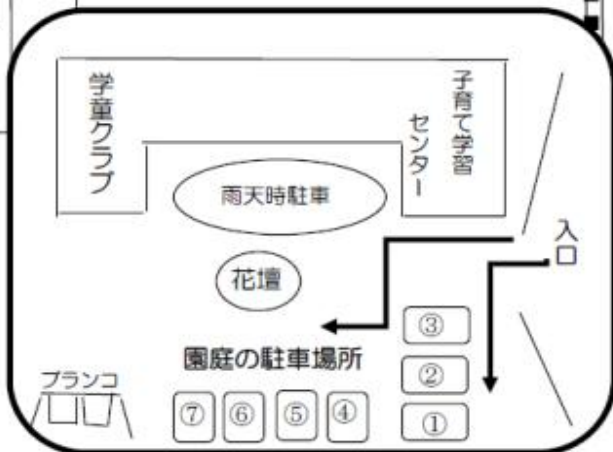 学童クラブ
子育て学習
センター
雨天時駐車
入口
花壇
③
園庭の駐車場所
②
ブランコ
⑦ ⑥ ⑤ ④
①